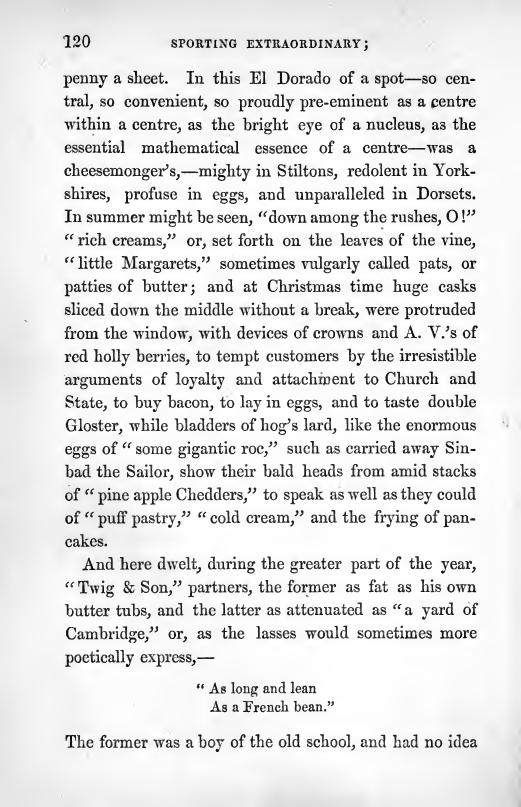 120 SPORTING EXTRAORDINARY;
penny a sheet. In this El Dorado of a spot—so cen-
tral, so convenient, so proudly pre-eminent as a centre
within a centre, as the bright eye of a nucleus, as the
essential mathematical essence of a centre—was a
cheesemonger's,—mighty in Stiltons, redolent in York-
shires, profuse in eggs, and unparalleled in Dorsets.
In summer might be seen, "down among the rushes, O!"
"rich creams," or, set forth on the leaves of the vine,
"little Margarets," sometimes vulgarly called pats, or
patties of butter; and at Christmas time huge casks
sliced down the middle without a break, were protruded
from the window, with devices of crowns and A. V.'s of
red holly berries, to tempt customers by the irresistible
arguments of loyalty and attachment to Church and
State, to buy bacon, to lay in eggs, and to taste double
Gloster, while bladders of hog's lard, like the enormous
eggs of "some gigantic roc," such as carried away Sin-
bad the Sailor, show their bald heads from amid stacks
of "pine apple Chedders," to speak as well as they could
of "puff pastry," "cold cream," and the frying of pan-
cakes.
And here dwelt, during the greater part of the year,
"Twig & Son," partners, the former as fat as his own
butter tubs, and the latter as attenuated as "a yard of
Cambridge," or, as the lasses would sometimes more
poetically express,—
"As long and lean
As a French bean."
The former was a boy of the old school, and had no idea